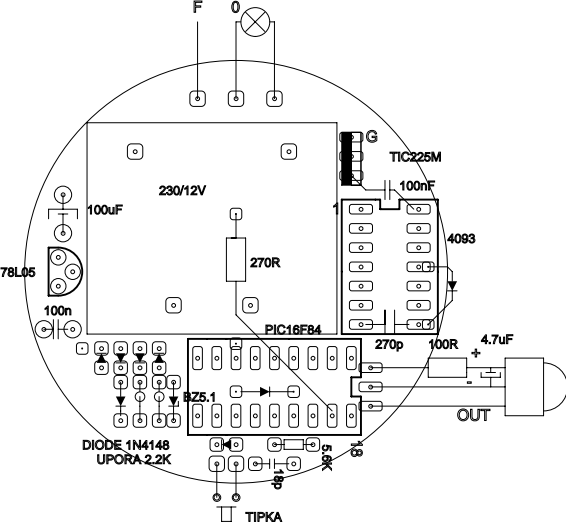 F 0
G
TIC225M
100nF
230/12V
100uF
1
4093
78L05
270R
100n
PIC16F84
270p
100R
4.7uF
+
-
BZ5.1
OUT
DIODE 1N4148
UPORA 2.2K
5.6K
18
18p
TIPKA